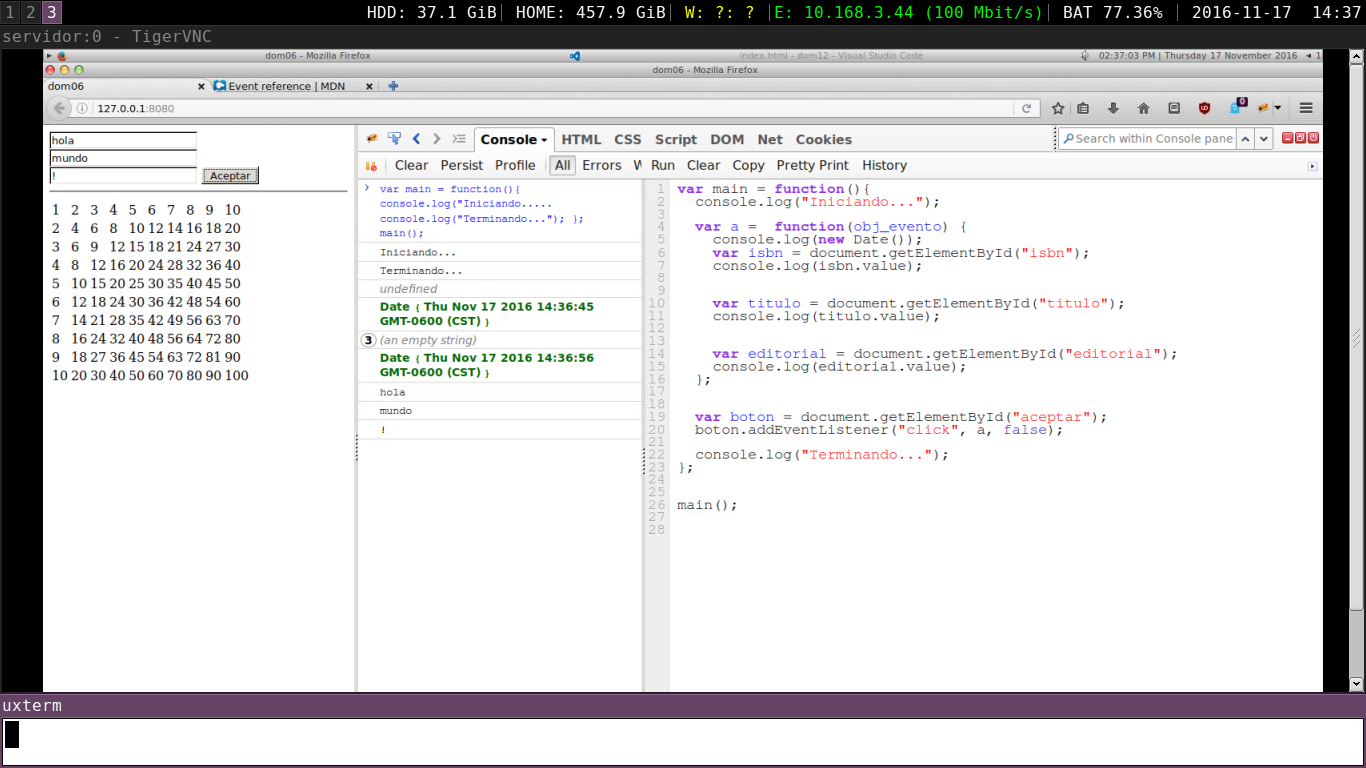 1 2 3 HDD: 37.1 GiB| HOME: 457.9 GiB| W: ?: ? |E: 10.168.3.44 (100 Mbit/s)| BAT 77.36% | 2016-11-17 14:37
servidor:0 - TigerVNC
dom06 - Mozilla Firefox index.html - dom12 - Visual Studio Code 02:37:03 PM | Thursday 17 November 2016 1
dom06 - Mozilla Firefox
dom06 Event reference | MDN
127.0.0.1:8080 0
hola
mundo
! Aceptar
1 2 3 4 5 6 7 8 9 10
2 4 6 8 10 12 14 16 18 20
3 6 9 12 15 18 21 24 27 30
4 8 12 16 20 24 28 32 36 40
5 10 15 20 25 30 35 40 45 50
6 12 18 24 30 36 42 48 54 60
7 14 21 28 35 42 49 56 63 70
8 16 24 32 40 48 56 64 72 80
9 18 27 36 45 54 63 72 81 90
10 20 30 40 50 60 70 80 90 100
Console HTML CSS Script DOM Net Cookies Search within Console pane
Clear Persist Profile All Errors W Run Clear Copy Pretty Print History
var main = function(){
console.log("Iniciando.....
console.log("Terminando..."); };
main();
Iniciando...
Terminando...
undefined
Date { Thu Nov 17 2016 14:36:45
GMT-0600 (CST) }
3 (an empty string)
Date { Thu Nov 17 2016 14:36:56
GMT-0600 (CST) }
hola
mundo
!
1 var main = function(){
2 console.log("Iniciando...");
3
4 var a = function(obj_evento) {
5 console.log(new Date());
6 var isbn = document.getElementById("isbn");
7 console.log(isbn.value);
8
9
10 var titulo = document.getElementById("titulo");
11 console.log(titulo.value);
12
13
14 var editorial = document.getElementById("editorial");
15 console.log(editorial.value);
16 };
17
18
19 var boton = document.getElementById("aceptar");
20 boton.addEventListener("click", a, false);
21
22 console.log("Terminando...");
23 };
24
25
26 main();
27
28
uxterm